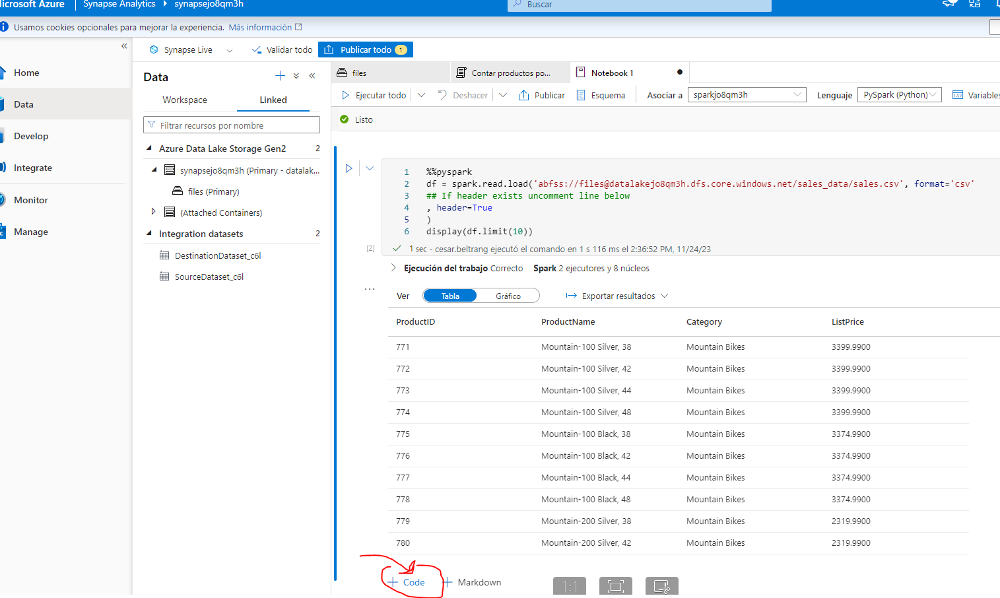 Microsoft Azure Synapse Analytics synapsejo8qm3h Buscar
Usamos cookies opcionales para mejorar la experiencia. Más información
Synapse Live Validar todo Publicar todo 1
Home
Data
Develop
Integrate
Monitor
Manage
Data
Workspace Linked
Filtrar recursos por nombre
Azure Data Lake Storage Gen2 2
synapsejo8qm3h (Primary - datalak...
files (Primary)
(Attached Containers)
Integration datasets 2
DestinationDataset_c6l
SourceDataset_c6l
files Contar productos po... Notebook 1
Ejecutar todo Deshacer Publicar Esquema Asociar a sparkjo8qm3h Lenguaje PySpark (Python) Variables
Listo
1 %%pyspark
2 df = spark.read.load('abfss://files@datalakejo8qm3h.dfs.core.windows.net/sales_data/sales.csv', format='csv'
3 ## If header exists uncomment line below
4 , header=True
5 )
6 display(df.limit(10))
[2] 1 sec - cesar.beltrang ejecutó el comando en 1 s 116 ms el 2:36:52 PM, 11/24/23
Ejecución del trabajo Correcto Spark 2 ejecutores y 8 núcleos
Ver Tabla Gráfico Exportar resultados
ProductID ProductName Category ListPrice
771 Mountain-100 Silver, 38 Mountain Bikes 3399.9900
772 Mountain-100 Silver, 42 Mountain Bikes 3399.9900
773 Mountain-100 Silver, 44 Mountain Bikes 3399.9900
774 Mountain-100 Silver, 48 Mountain Bikes 3399.9900
775 Mountain-100 Black, 38 Mountain Bikes 3374.9900
776 Mountain-100 Black, 42 Mountain Bikes 3374.9900
777 Mountain-100 Black, 44 Mountain Bikes 3374.9900
778 Mountain-100 Black, 48 Mountain Bikes 3374.9900
779 Mountain-200 Silver, 38 Mountain Bikes 2319.9900
780 Mountain-200 Silver, 42 Mountain Bikes 2319.9900
+ Code + Markdown 1:1